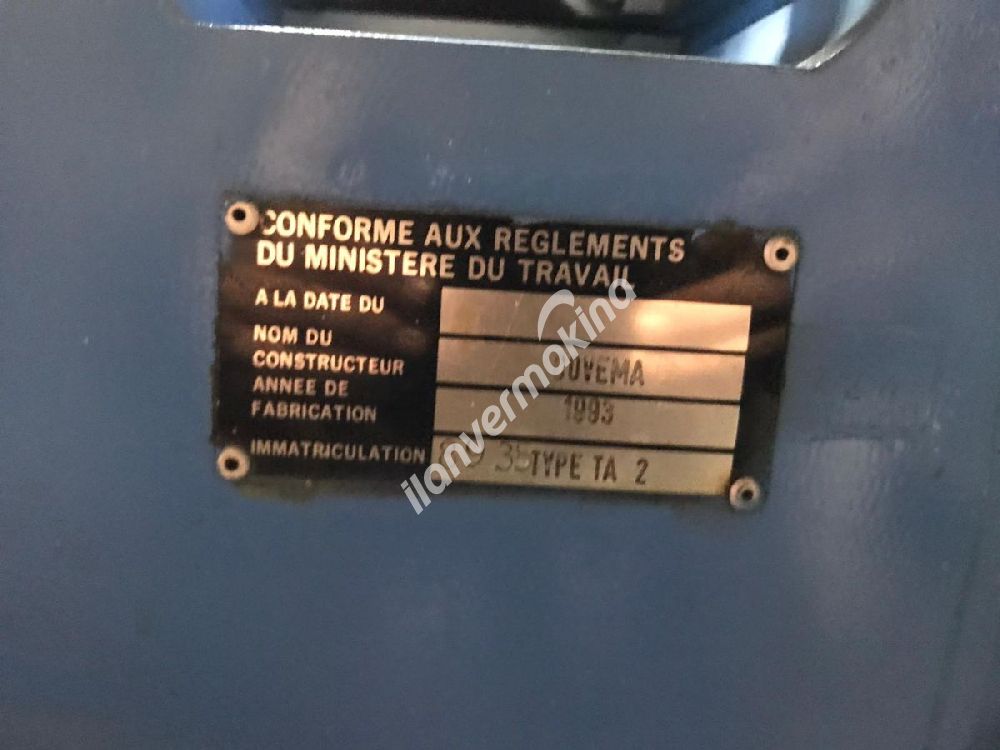 CONFORME AUX REGLEMENTS
DU MINISTERE DU TRAVAIL
A LA DATE DU
NOM DU
CONSTRUCTEUR
ANNEE DE
FABRICATION 1993
IMMATRICULATION TYPE TA 2
ilanvermakina